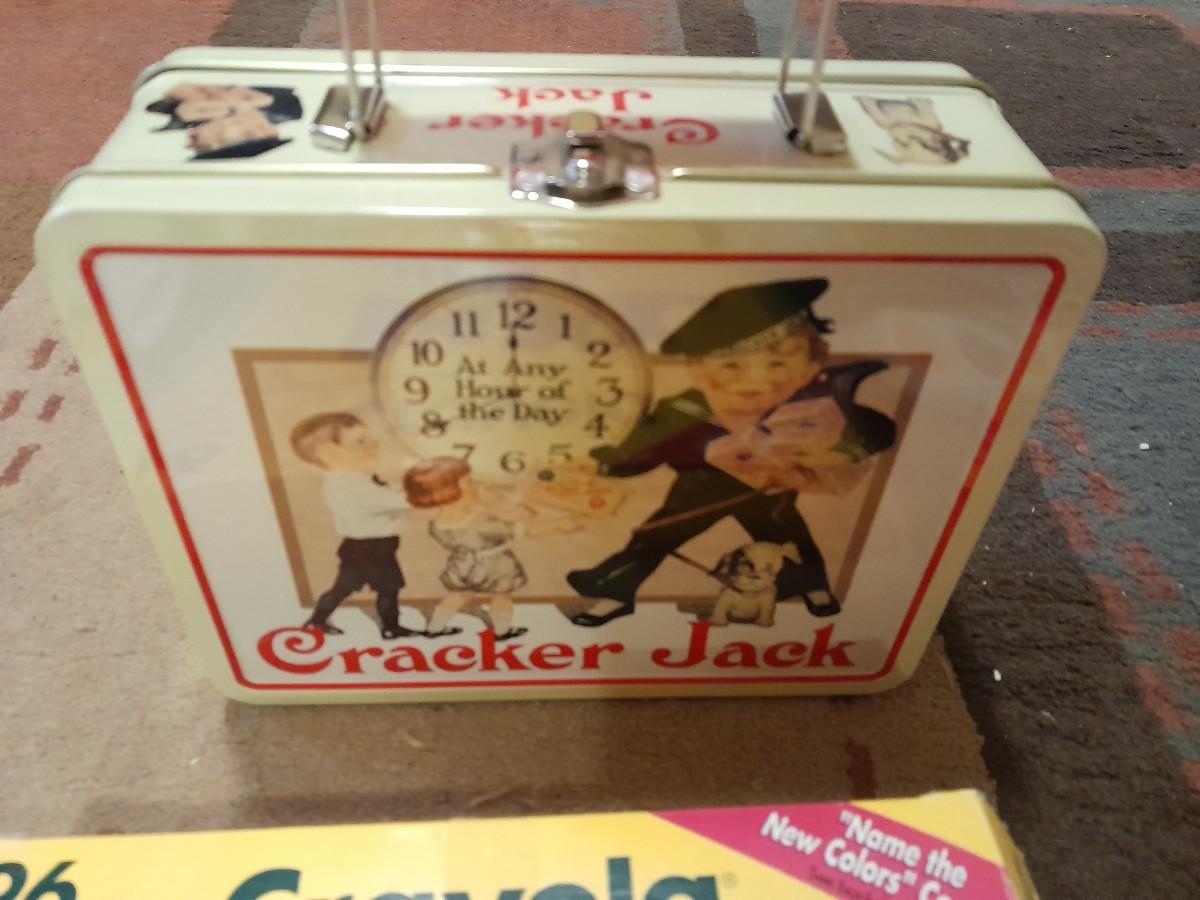 Cracker
Jack
11 12 1
10 2
9 3
8 4
7 6 5
At Any
Hour of
the Day
Cracker Jack
96
Crayola®
"Name the
New Colors"